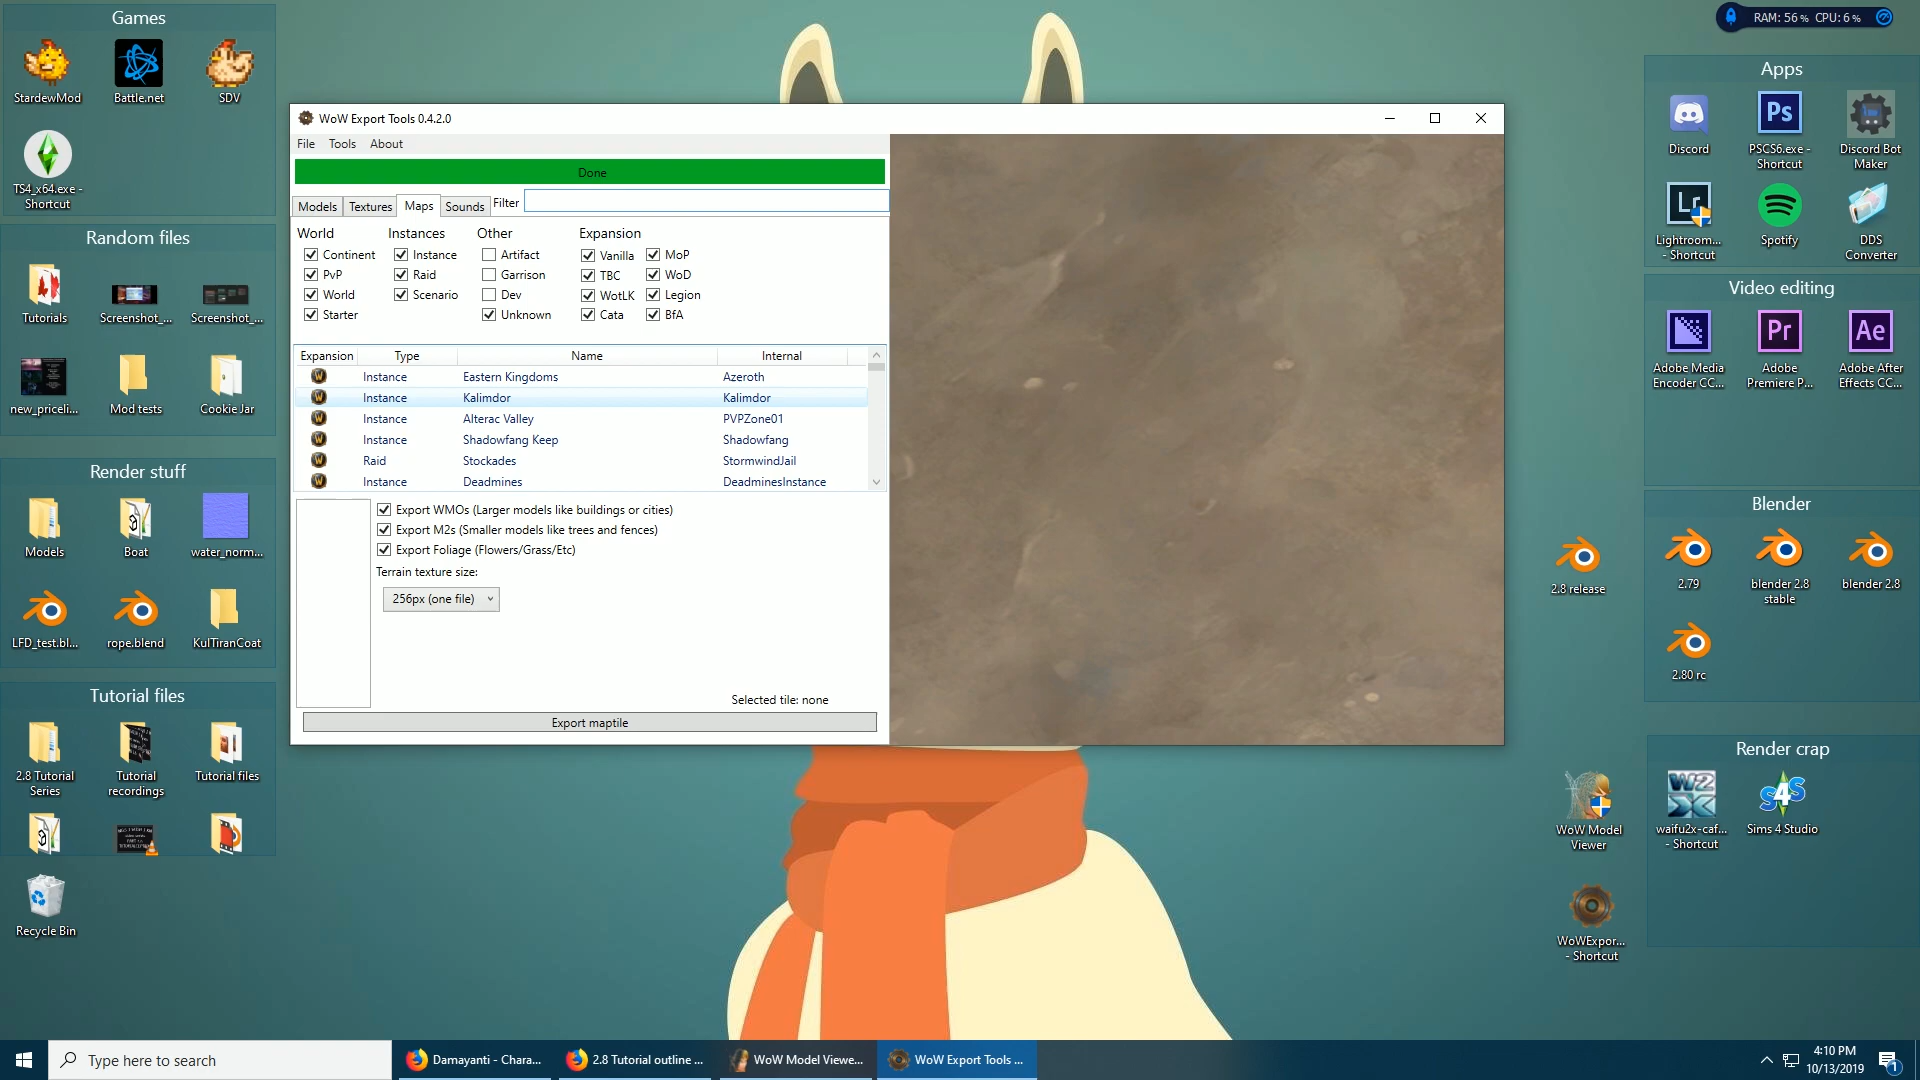 Games
StardewMod
Battle.net
SDV
TS4_x64.exe -
Shortcut
Random files
Tutorials
Screenshot_...
Screenshot_...
new_priceli...
Mod tests
Cookie Jar
Render stuff
Models
Boat
water_norm...
LFD_test.bl...
rope.blend
KulTiranCoat
Tutorial files
2.8 Tutorial
Series
Tutorial
recordings
Tutorial files
Recycle Bin
WoW Export Tools 0.4.2.0
File Tools About
Done
Models Textures Maps Sounds Filter
World Instances Other Expansion
Continent Instance Artifact Vanilla MoP
PvP Raid Garrison TBC WoD
World Scenario Dev WotLK Legion
Starter Unknown Cata BfA
Expansion Type Name Internal
Instance Eastern Kingdoms Azeroth
Instance Kalimdor Kalimdor
Instance Alterac Valley PVPZone01
Instance Shadowfang Keep Shadowfang
Raid Stockades StormwindJail
Instance Deadmines DeadminesInstance
Export WMOs (Larger models like buildings or cities)
Export M2s (Smaller models like trees and fences)
Export Foliage (Flowers/Grass/Etc)
Terrain texture size:
256px (one file)
Selected tile: none
Export maptile
RAM: 56% CPU: 6%
Apps
Discord
Ps
PSCS6.exe -
Shortcut
Discord Bot
Maker
Lr
Lightroom...
- Shortcut
Spotify
DDS
Converter
Video editing
Adobe Media
Encoder CC...
Pr
Adobe
Premiere P...
Ae
Adobe After
Effects CC...
Blender
2.8 release
2.79
blender 2.8
stable
blender 2.8
2.80 rc
Render crap
WoW Model
Viewer
W2X
waifu2x-caf...
- Shortcut
S4S
Sims 4 Studio
WoWExpor...
- Shortcut
Type here to search
Damayanti - Chara...
2.8 Tutorial outline ...
WoW Model Viewe...
WoW Export Tools ...
4:10 PM
10/13/2019
1